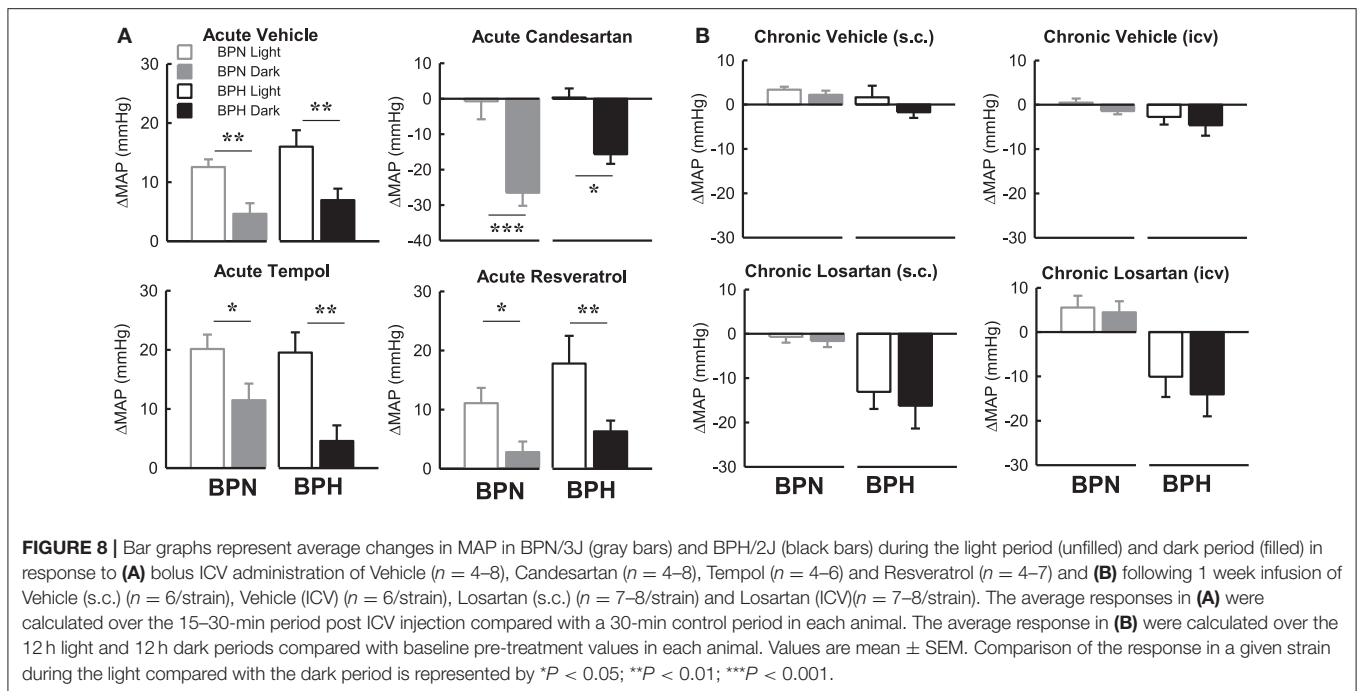 A
Acute Vehicle
BPN Light
BPN Dark
BPH Light
BPH Dark
ΔMAP (mmHg)
30
20
10
0
**
**
Acute Candesartan
ΔMAP (mmHg)
10
0
-10
-20
-30
-40
***
*
Acute Tempol
ΔMAP (mmHg)
30
20
10
0
*
**
BPN BPH
Acute Resveratrol
ΔMAP (mmHg)
30
20
10
0
*
**
BPN BPH
B
Chronic Vehicle (s.c.)
ΔMAP (mmHg)
10
0
-10
-20
-30
Chronic Vehicle (icv)
ΔMAP (mmHg)
10
0
-10
-20
-30
Chronic Losartan (s.c.)
ΔMAP (mmHg)
10
0
-10
-20
-30
BPN BPH
Chronic Losartan (icv)
ΔMAP (mmHg)
10
0
-10
-20
-30
BPN BPH
FIGURE 8 | Bar graphs represent average changes in MAP in BPN/3J (gray bars) and BPH/2J (black bars) during the light period (unfilled) and dark period (filled) in
response to (A) bolus ICV administration of Vehicle (n = 4–8), Candesartan (n = 4–8), Tempol (n = 4–6) and Resveratrol (n = 4–7) and (B) following 1 week infusion of
Vehicle (s.c.) (n = 6/strain), Vehicle (ICV) (n = 6/strain), Losartan (s.c.) (n = 7–8/strain) and Losartan (ICV)(n = 7–8/strain). The average responses in (A) were
calculated over the 15–30-min period post ICV injection compared with a 30-min control period in each animal. The average response in (B) were calculated over the
12 h light and 12 h dark periods compared with baseline pre-treatment values in each animal. Values are mean ± SEM. Comparison of the response in a given strain
during the light compared with the dark period is represented by *P < 0.05; **P < 0.01; ***P < 0.001.